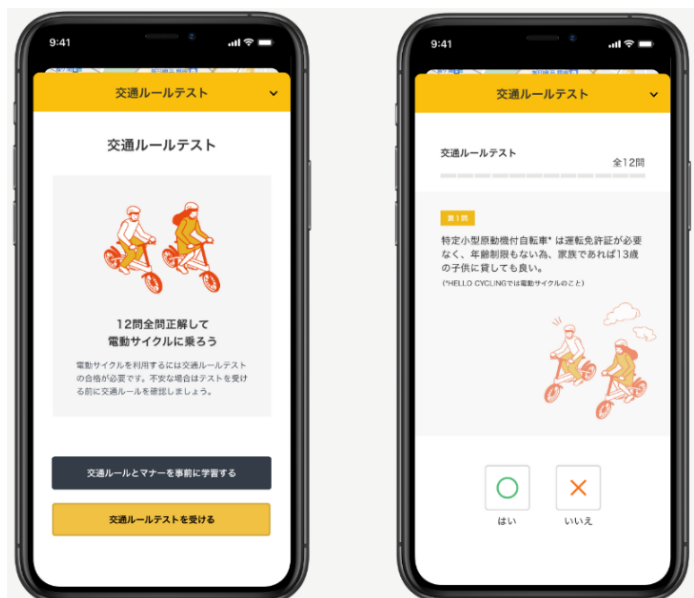 9:41
交通ルールテスト
交通ルールテスト
12問全問正解して
電動サイクルに乗ろう
電動サイクルを利用するには交通ルールテスト
の合格が必要です。不安な場合はテストを受け
る前に交通ルールを確認しましょう。
交通ルールとマナーを事前に学習する
交通ルールテストを受ける
9:41
交通ルールテスト
交通ルールテスト
全12問
第1問
特定小型原動機付自転車* は運転免許証が必要
なく、年齢制限もない為、家族であれば13歳
の子供に貸しても良い。
(*HELLO CYCLINGでは電動サイクルのこと)
はい
いいえ